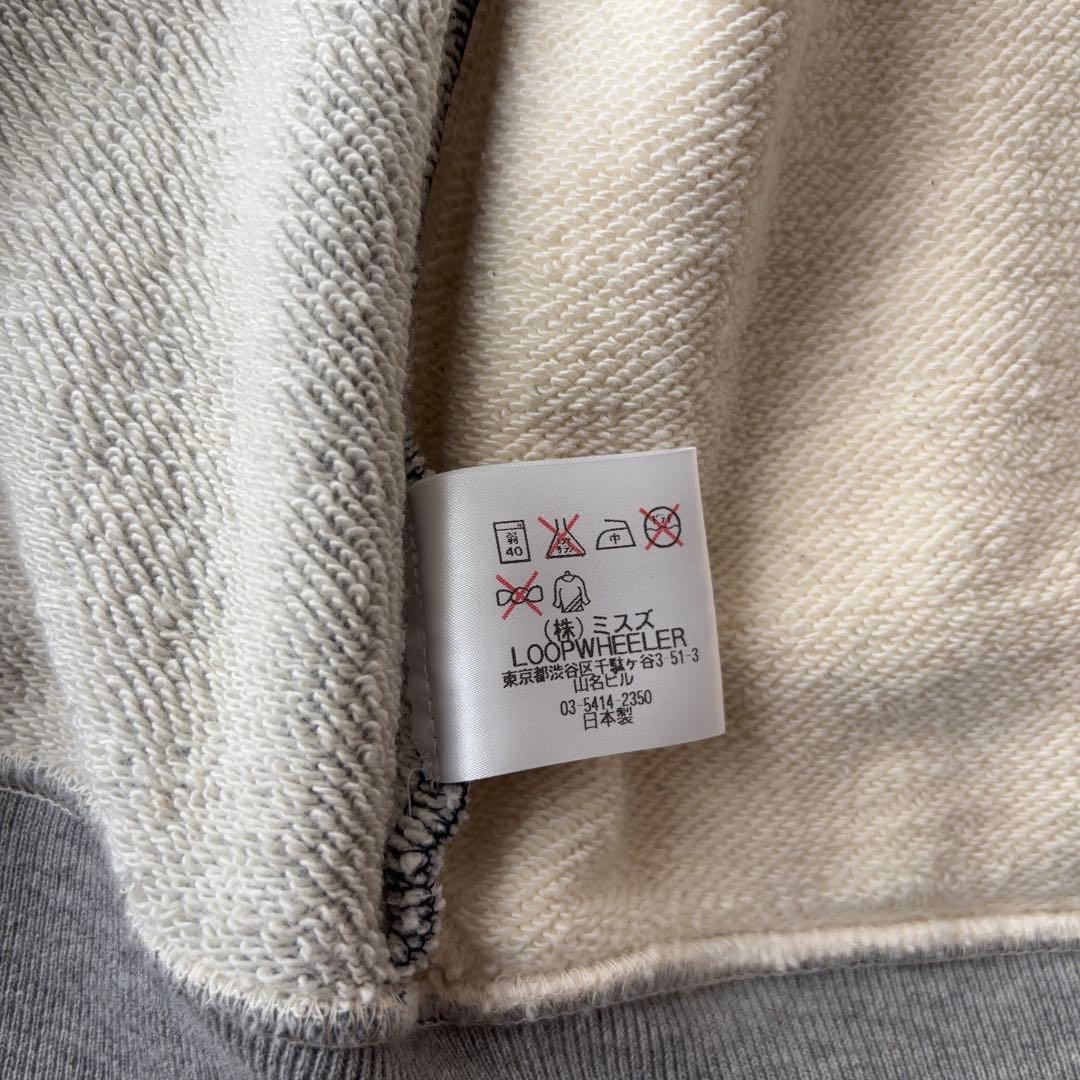 弱
40
中
(株)ミスズ
LOOPWHEELER
東京都渋谷区千駄ケ谷3-51-3
山名ビル
03-5414-2350
日本製